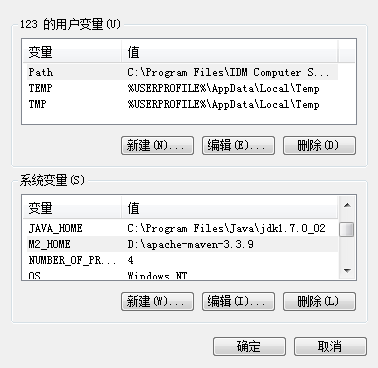 123 的用户变量(U)
变量 值
Path C:\Program Files\IDM Computer S...
TEMP %USERPROFILE%\AppData\Local\Temp
TMP %USERPROFILE%\AppData\Local\Temp
新建(N)... 编辑(E)... 删除(D)
系统变量(S)
变量 值
JAVA_HOME C:\Program Files\Java\jdk1.7.0_02
M2_HOME D:\apache-maven-3.3.9
NUMBER_OF_PR... 4
OS Windows_NT
新建(W)... 编辑(I)... 删除(L)
确定 取消